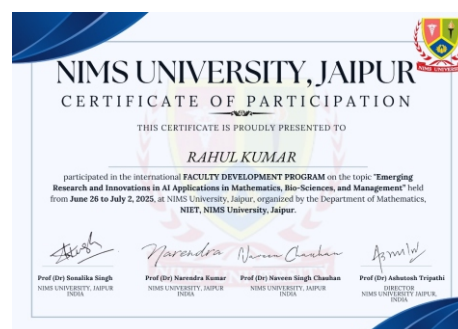 NIMS UNIVERSITY
NIMS UNIVERSITY, JAIPUR
CERTIFICATE OF PARTICIPATION
THIS CERTIFICATE IS PROUDLY PRESENTED TO
RAHUL KUMAR
participated in the international FACULTY DEVELOPMENT PROGRAM on the topic "Emerging
Research and Innovations in AI Applications in Mathematics, Bio-Sciences, and Management" held
from June 26 to July 2, 2025, at NIMS University, Jaipur, organized by the Department of Mathematics,
NIET, NIMS University, Jaipur.
Narendra Naveen Chauhan
Prof (Dr) Sonalika Singh Prof (Dr) Narendra Kumar Prof (Dr) Naveen Singh Chauhan Prof (Dr) Ashutosh Tripathi
NIMS UNIVERSITY, JAIPUR NIMS UNIVERSITY, JAIPUR NIMS UNIVERSITY, JAIPUR DIRECTOR
INDIA INDIA INDIA NIMS UNIVERSITY, JAIPUR,
INDIA